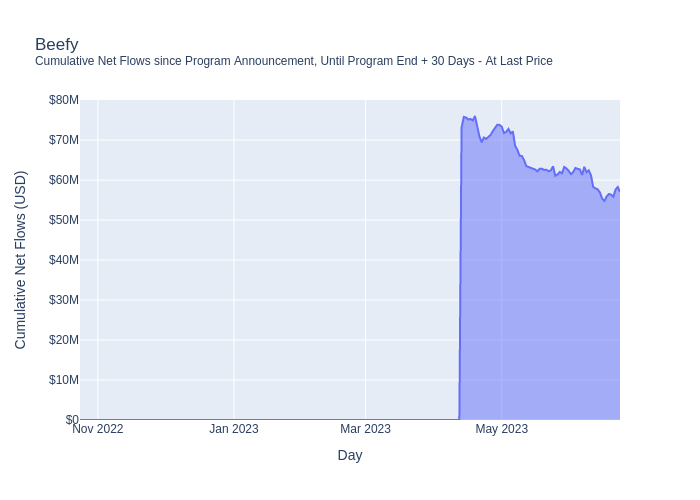 Beefy
Cumulative Net Flows since Program Announcement, Until Program End + 30 Days - At Last Price
Cumulative Net Flows (USD)
$80M
$70M
$60M
$50M
$40M
$30M
$20M
$10M
$0
Nov 2022
Jan 2023
Mar 2023
May 2023
Day